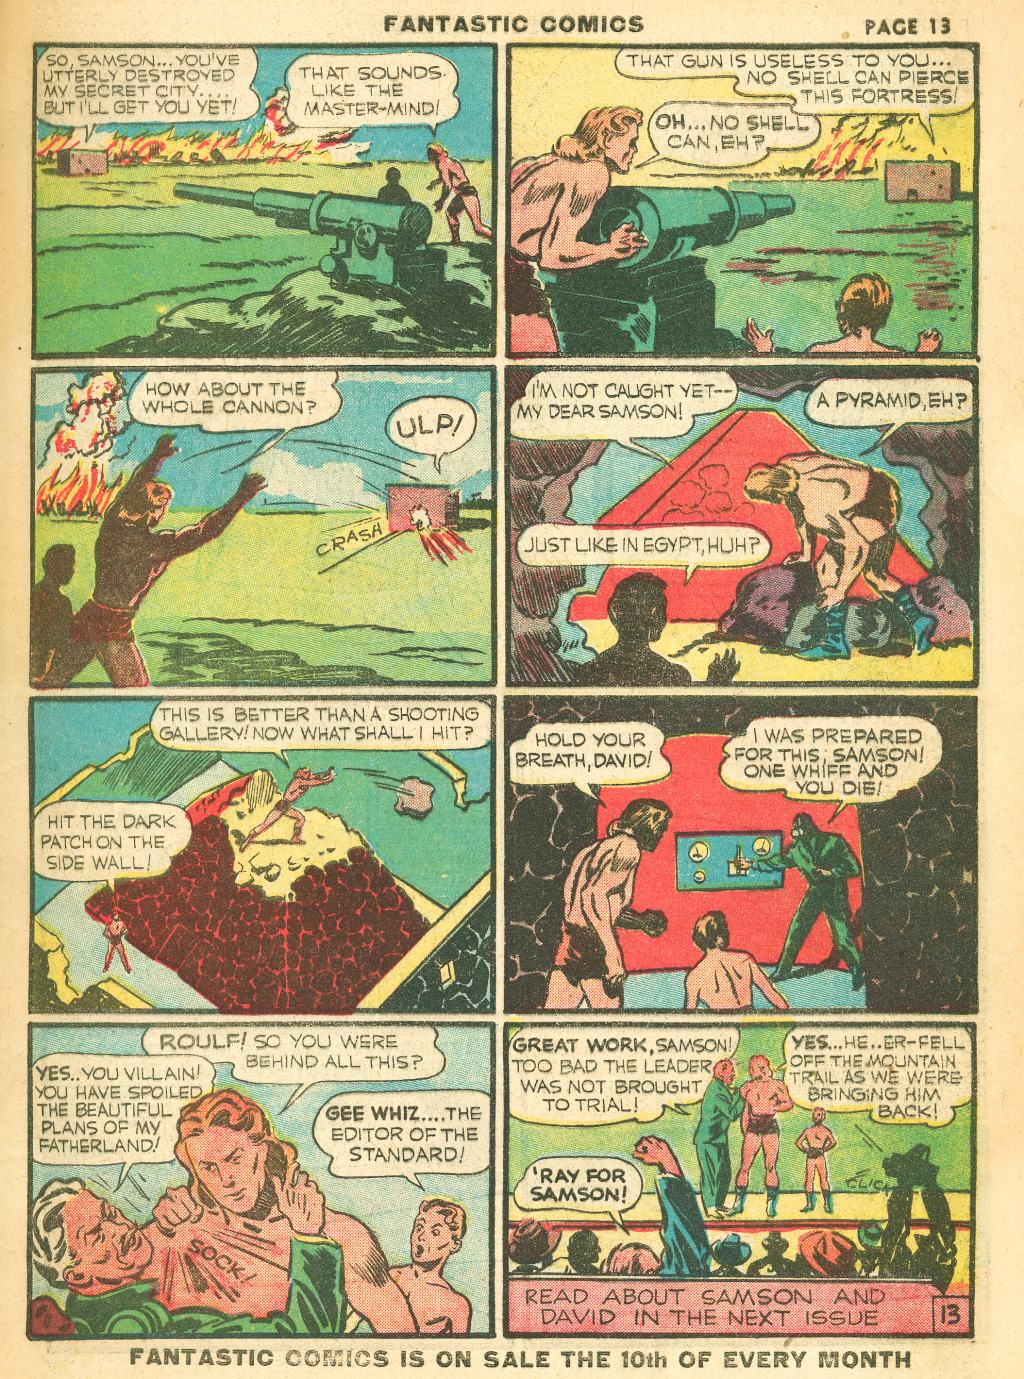 FANTASTIC COMICS
PAGE 13
SO, SAMSON...YOU'VE
UTTERLY DESTROYED
MY SECRET CITY....
BUT I'LL GET YOU YET!
THAT SOUNDS
LIKE THE
MASTER-MIND!
THAT GUN IS USELESS TO YOU...
NO SHELL CAN PIERCE
THIS FORTRESS!
OH...NO SHELL
CAN, EH?
HOW ABOUT THE
WHOLE CANNON?
ULP!
CRASH
I'M NOT CAUGHT YET--
MY DEAR SAMSON!
A PYRAMID, EH?
JUST LIKE IN EGYPT, HUH?
THIS IS BETTER THAN A SHOOTING
GALLERY! NOW WHAT SHALL I HIT?
HIT THE DARK
PATCH ON THE
SIDE WALL!
HOLD YOUR
BREATH, DAVID!
I WAS PREPARED
FOR THIS, SAMSON!
ONE WHIFF AND
YOU DIE!
ROULF! SO YOU WERE
BEHIND ALL THIS?
YES..YOU VILLAIN!
YOU HAVE SPOILED
THE BEAUTIFUL
PLANS OF MY
FATHERLAND!
GEE WHIZ....THE
EDITOR OF THE
STANDARD!
SOCK!
GREAT WORK, SAMSON!
TOO BAD THE LEADER
WAS NOT BROUGHT
TO TRIAL!
YES...HE..ER-FELL
OFF THE MOUNTAIN
TRAIL AS WE WERE
BRINGING HIM
BACK!
'RAY FOR
SAMSON!
CLICK
READ ABOUT SAMSON AND
DAVID IN THE NEXT ISSUE
13
FANTASTIC COMICS IS ON SALE THE 10th OF EVERY MONTH